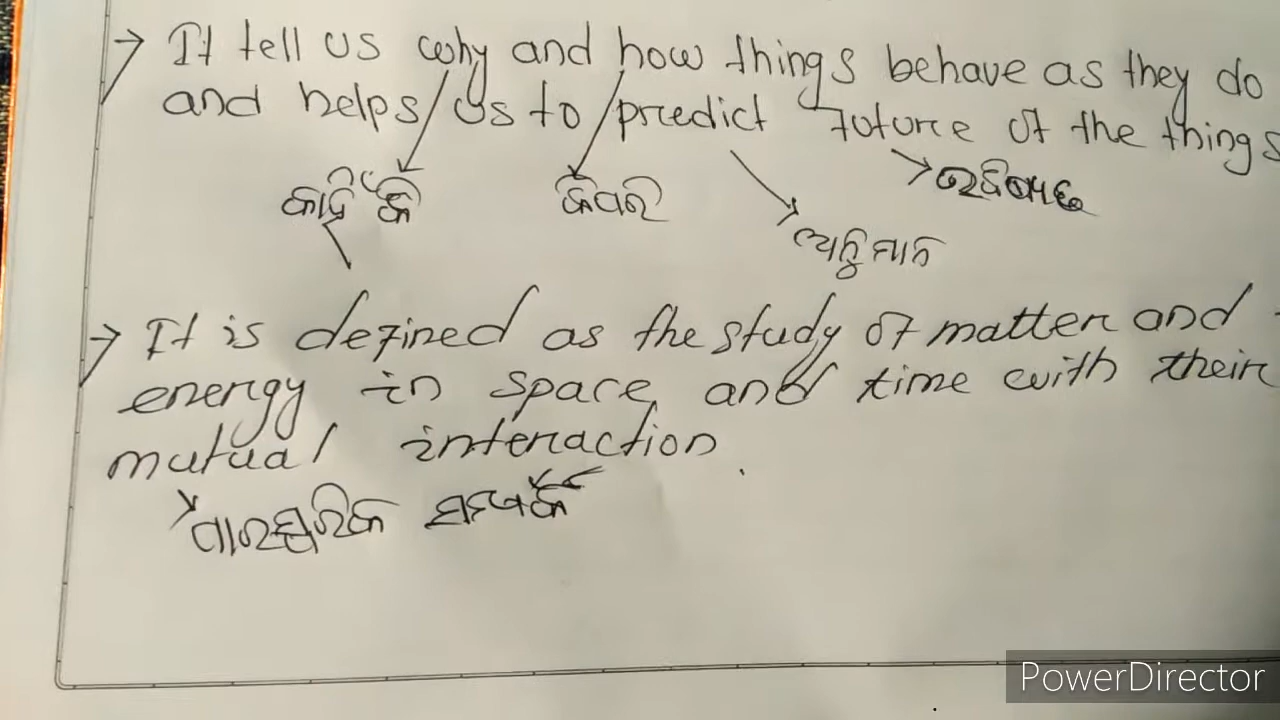 → It tell us why and how things behave as they do
and helps us to predict future of the things
କାହିଁକି କିପରି ଭବିଷ୍ୟତ
ଅନୁମାନ
→ It is defined as the study of matter and
energy in space and time with their
mutual interaction
ପାରସ୍ପରିକ ସମ୍ପର୍କ
PowerDirector